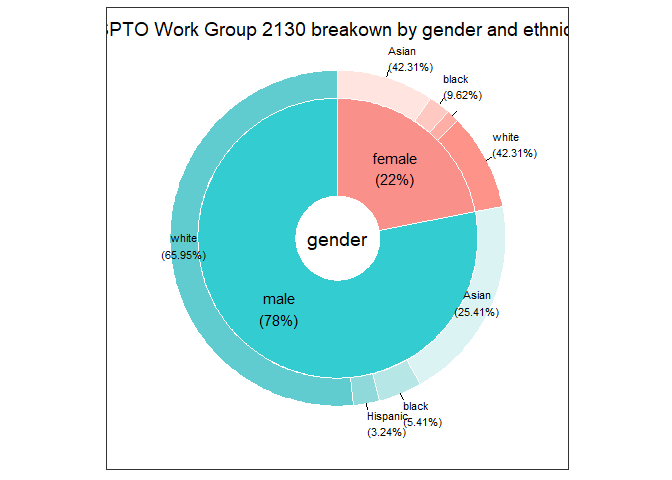 SPTO Work Group 2130 breakown by gender and ethnic
Asian
(42.31%)
black
(9.62%)
white
(42.31%)
female
(22%)
gender
white
(65.95%)
male
(78%)
Asian
(25.41%)
black
(5.41%)
Hispanic
(3.24%)